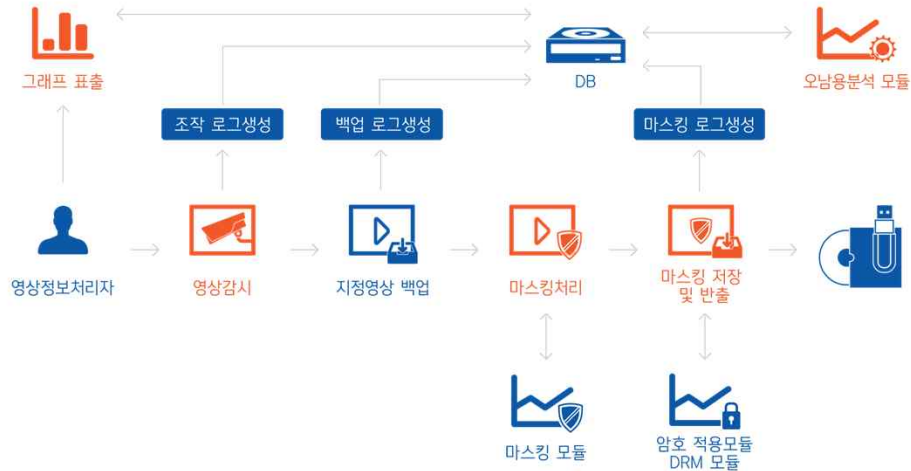 그래프 표출
DB
오남용분석 모듈
조작 로그생성
백업 로그생성
마스킹 로그생성
영상정보처리자
영상감시
지정영상 백업
마스킹처리
마스킹 저장
및 반출
마스킹 모듈
암호 적용모듈
DRM 모듈